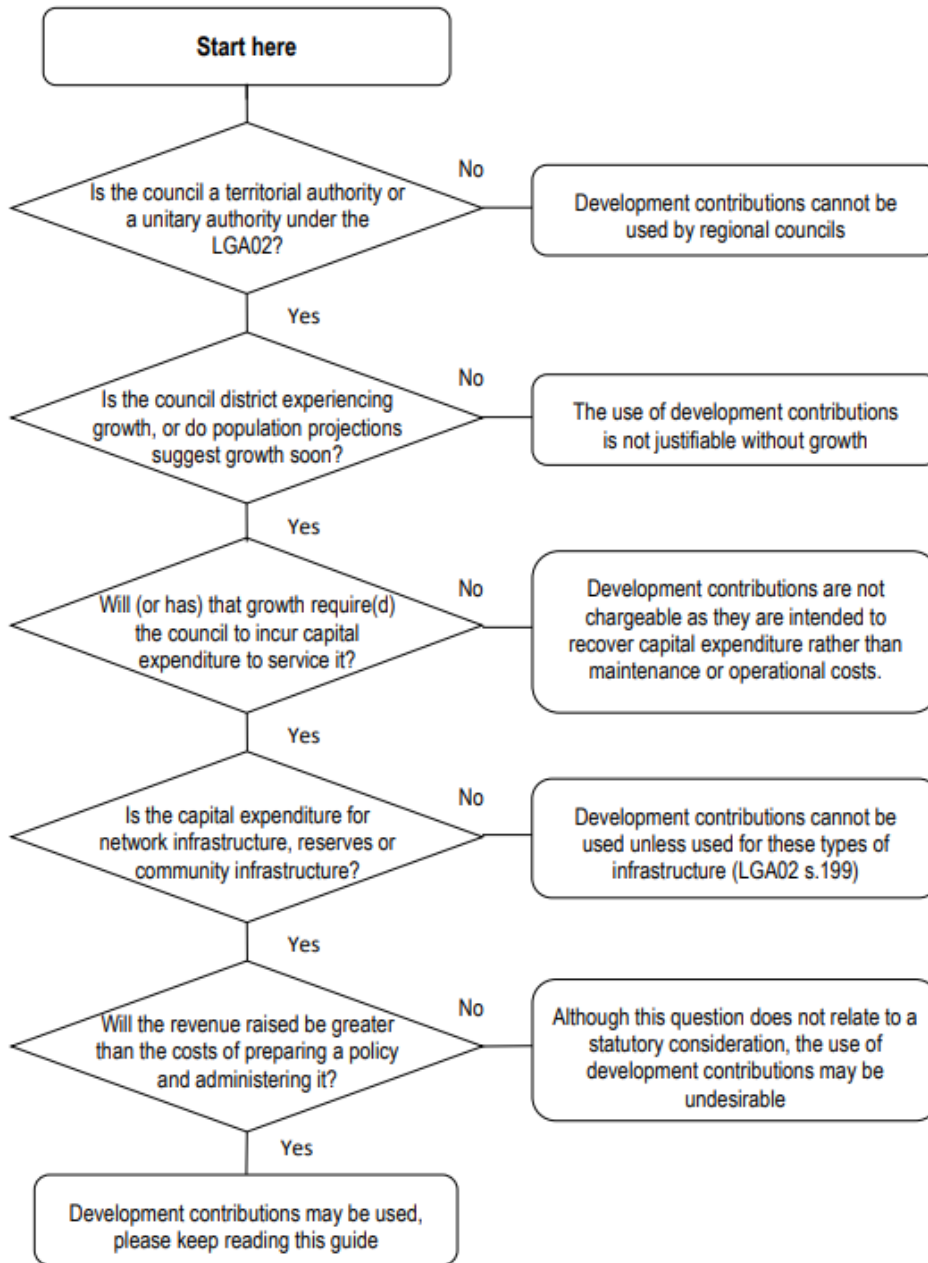 Start here
Is the council a territorial authority or
a unitary authority under the
LGA02?
No
Development contributions cannot be
used by regional councils
Yes
Is the council district experiencing
growth, or do population projections
suggest growth soon?
No
The use of development contributions
is not justifiable without growth
Yes
Will (or has) that growth require(d)
the council to incur capital
expenditure to service it?
No
Development contributions are not
chargeable as they are intended to
recover capital expenditure rather than
maintenance or operational costs.
Yes
Is the capital expenditure for
network infrastructure, reserves or
community infrastructure?
No
Development contributions cannot be
used unless used for these types of
infrastructure (LGA02 s.199)
Yes
Will the revenue raised be greater
than the costs of preparing a policy
and administering it?
No
Although this question does not relate to a
statutory consideration, the use of
development contributions may be
undesirable
Yes
Development contributions may be used,
please keep reading this guide